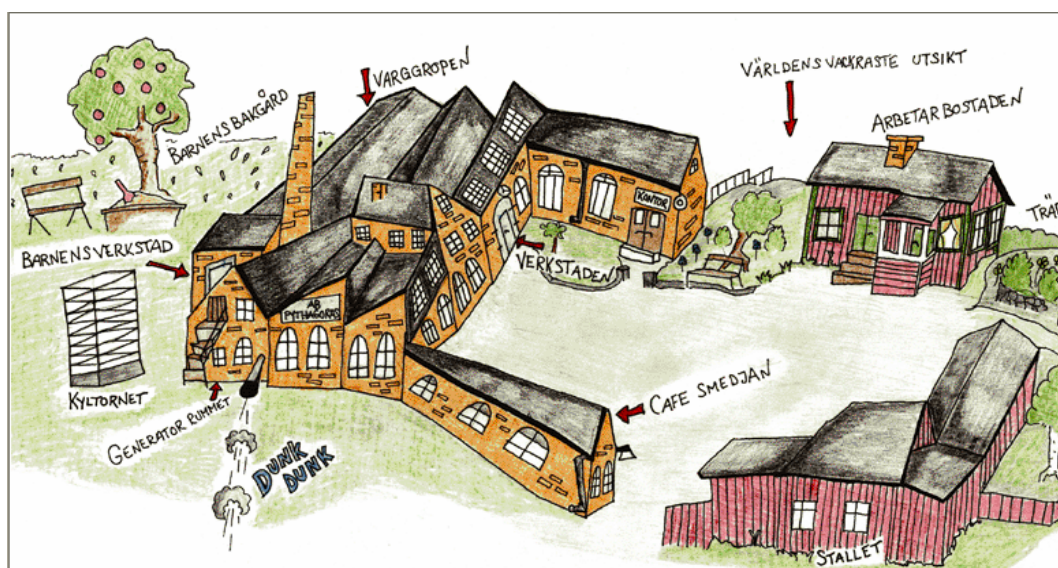 VARGGROPEN
VÄRLDENS VACKRASTE UTSIKT
ARBETARBOSTADEN
BARNENS BAKGÅRD
KONTOR
TRÄ
BARNENS VERKSTAD
VERKSTADEN
AB
PYTHAGORAS
KYLTORNET
GENERATOR RUMMET
CAFE SMEDJAN
DUNK
DUNK
STALLET